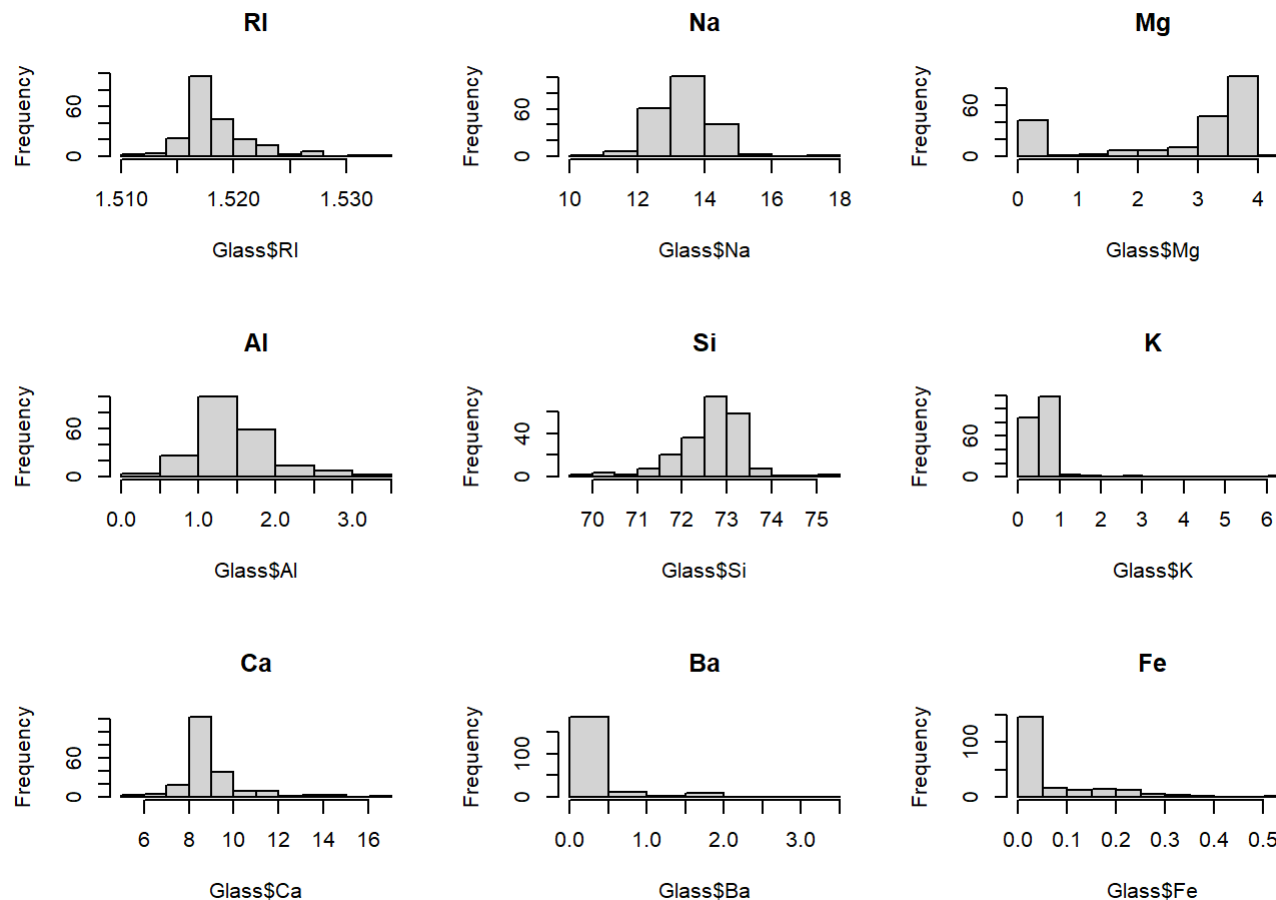 RI
Frequency
0
60
1.510
1.520
1.530
Glass$RI
Na
Frequency
0
60
10
12
14
16
18
Glass$Na
Mg
Frequency
0
60
0
1
2
3
4
Glass$Mg
Al
Frequency
0
60
0.0
1.0
2.0
3.0
Glass$Al
Si
Frequency
0
40
70
71
72
73
74
75
Glass$Si
K
Frequency
0
60
0
1
2
3
4
5
6
Glass$K
Ca
Frequency
0
60
6
8
10
12
14
16
Glass$Ca
Ba
Frequency
0
100
0.0
1.0
2.0
3.0
Glass$Ba
Fe
Frequency
0
100
0.0
0.1
0.2
0.3
0.4
0.5
Glass$Fe